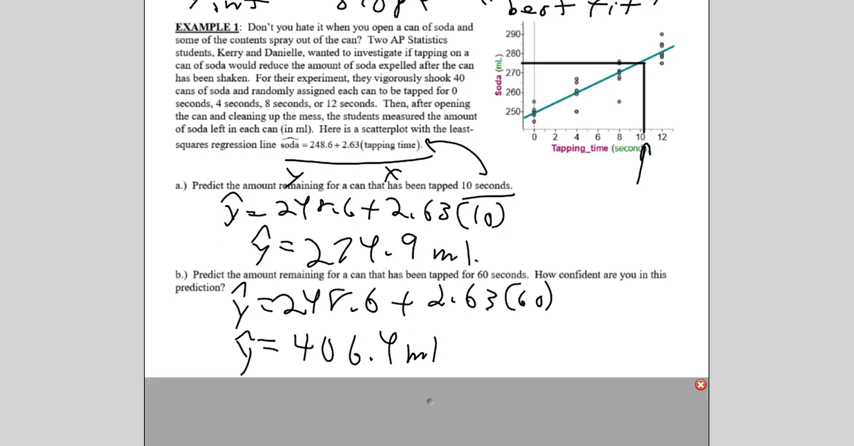 best fit"
EXAMPLE 1: Don't you hate it when you open a can of soda and
some of the contents spray out of the can? Two AP Statistics
students, Kerry and Danielle, wanted to investigate if tapping on a
can of soda would reduce the amount of soda expelled after the can
has been shaken. For their experiment, they vigorously shook 40
cans of soda and randomly assigned each can to be tapped for 0
seconds, 4 seconds, 8 seconds, or 12 seconds. Then, after opening
the can and cleaning up the mess, the students measured the amount
of soda left in each can (in ml). Here is a scatterplot with the least-
squares regression line soda = 248.6 + 2.63(tapping time).
y x
290
280
270
260
250
Soda (mL)
0 2 4 6 8 10 12
Tapping_time (second
a.) Predict the amount remaining for a can that has been tapped 10 seconds.
ŷ = 248.6 + 2.63(10)
ŷ = 274.9 ml.
b.) Predict the amount remaining for a can that has been tapped for 60 seconds. How confident are you in this
prediction?
ŷ = 248.6 + 2.63(60)
ŷ = 406.4 ml